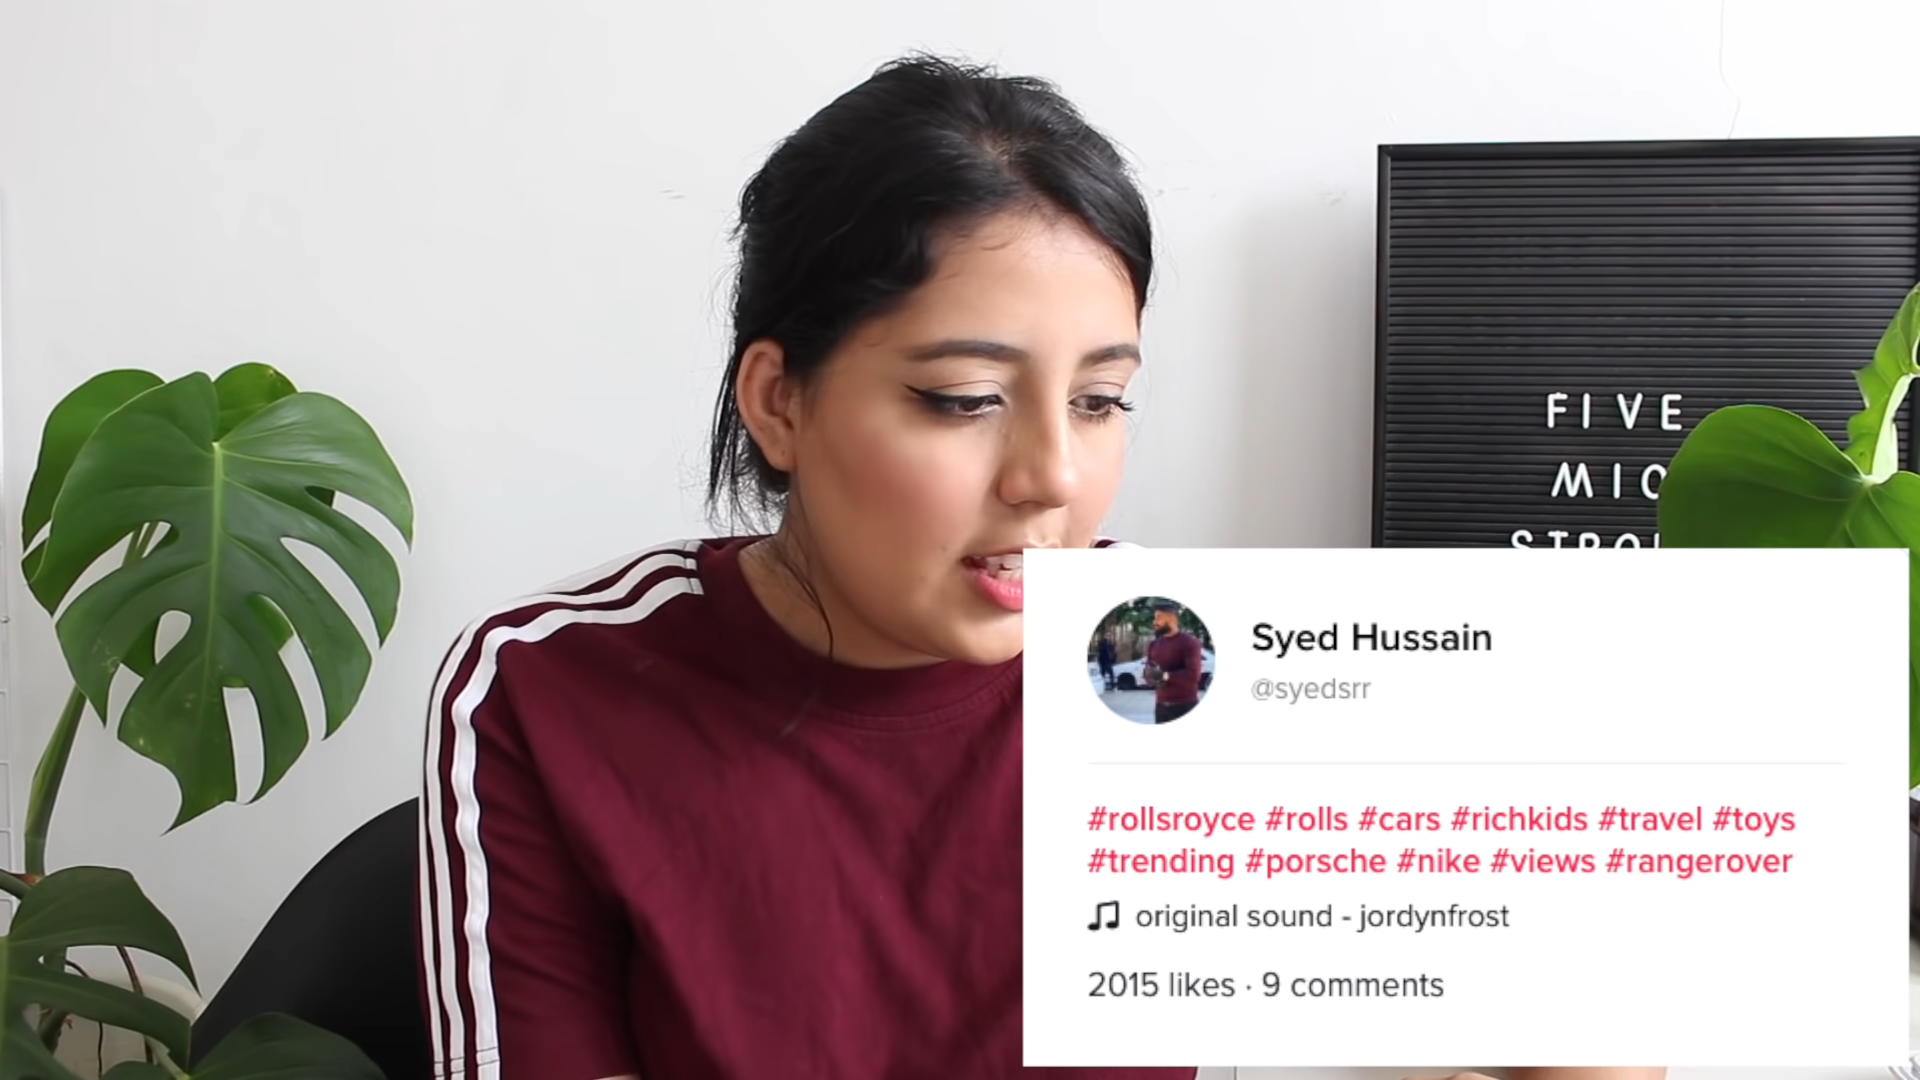 FIVE
Syed Hussain
@syedsrr
#rollsroyce #rolls #cars #richkids #travel #toys
#trending #porsche #nike #views #rangerover
original sound - jordynfrost
2015 likes · 9 comments